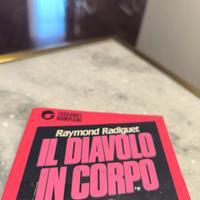 TASCABILI
BOMPIANI
Raymond Radiguet
IL DIAVOLO
IN CORPO